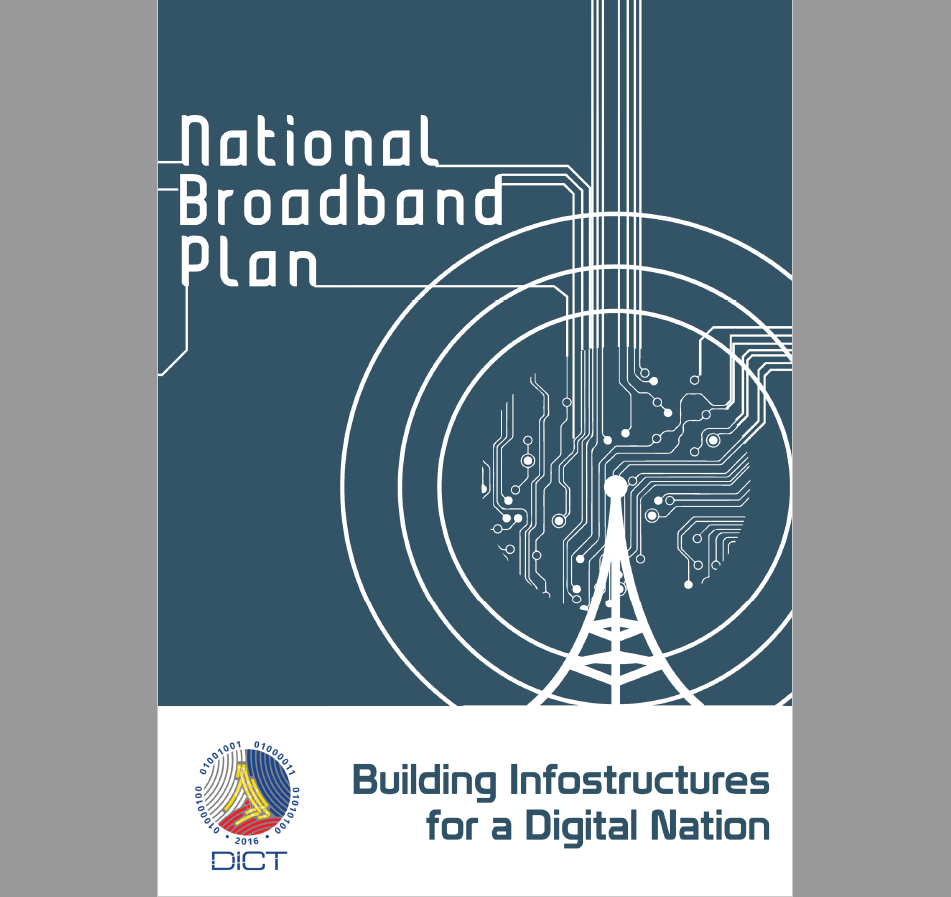 National
Broadband
Plan
01001001 01000011
01000100 01010100
• 2016 •
DICT
Building Infostructures
for a Digital Nation